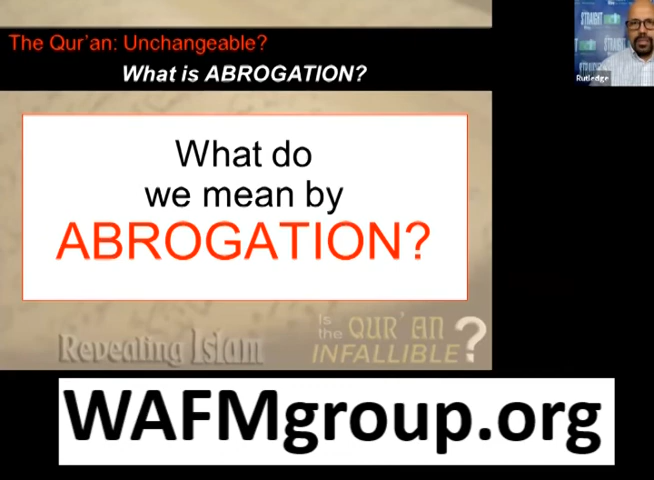 The Qur'an: Unchangeable?
What is ABROGATION?
What do
we mean by
ABROGATION?
Revealing Islam
Is
the QUR'AN
INFALLIBLE?
WAFMgroup.org
STRAIGHT
Rutledge